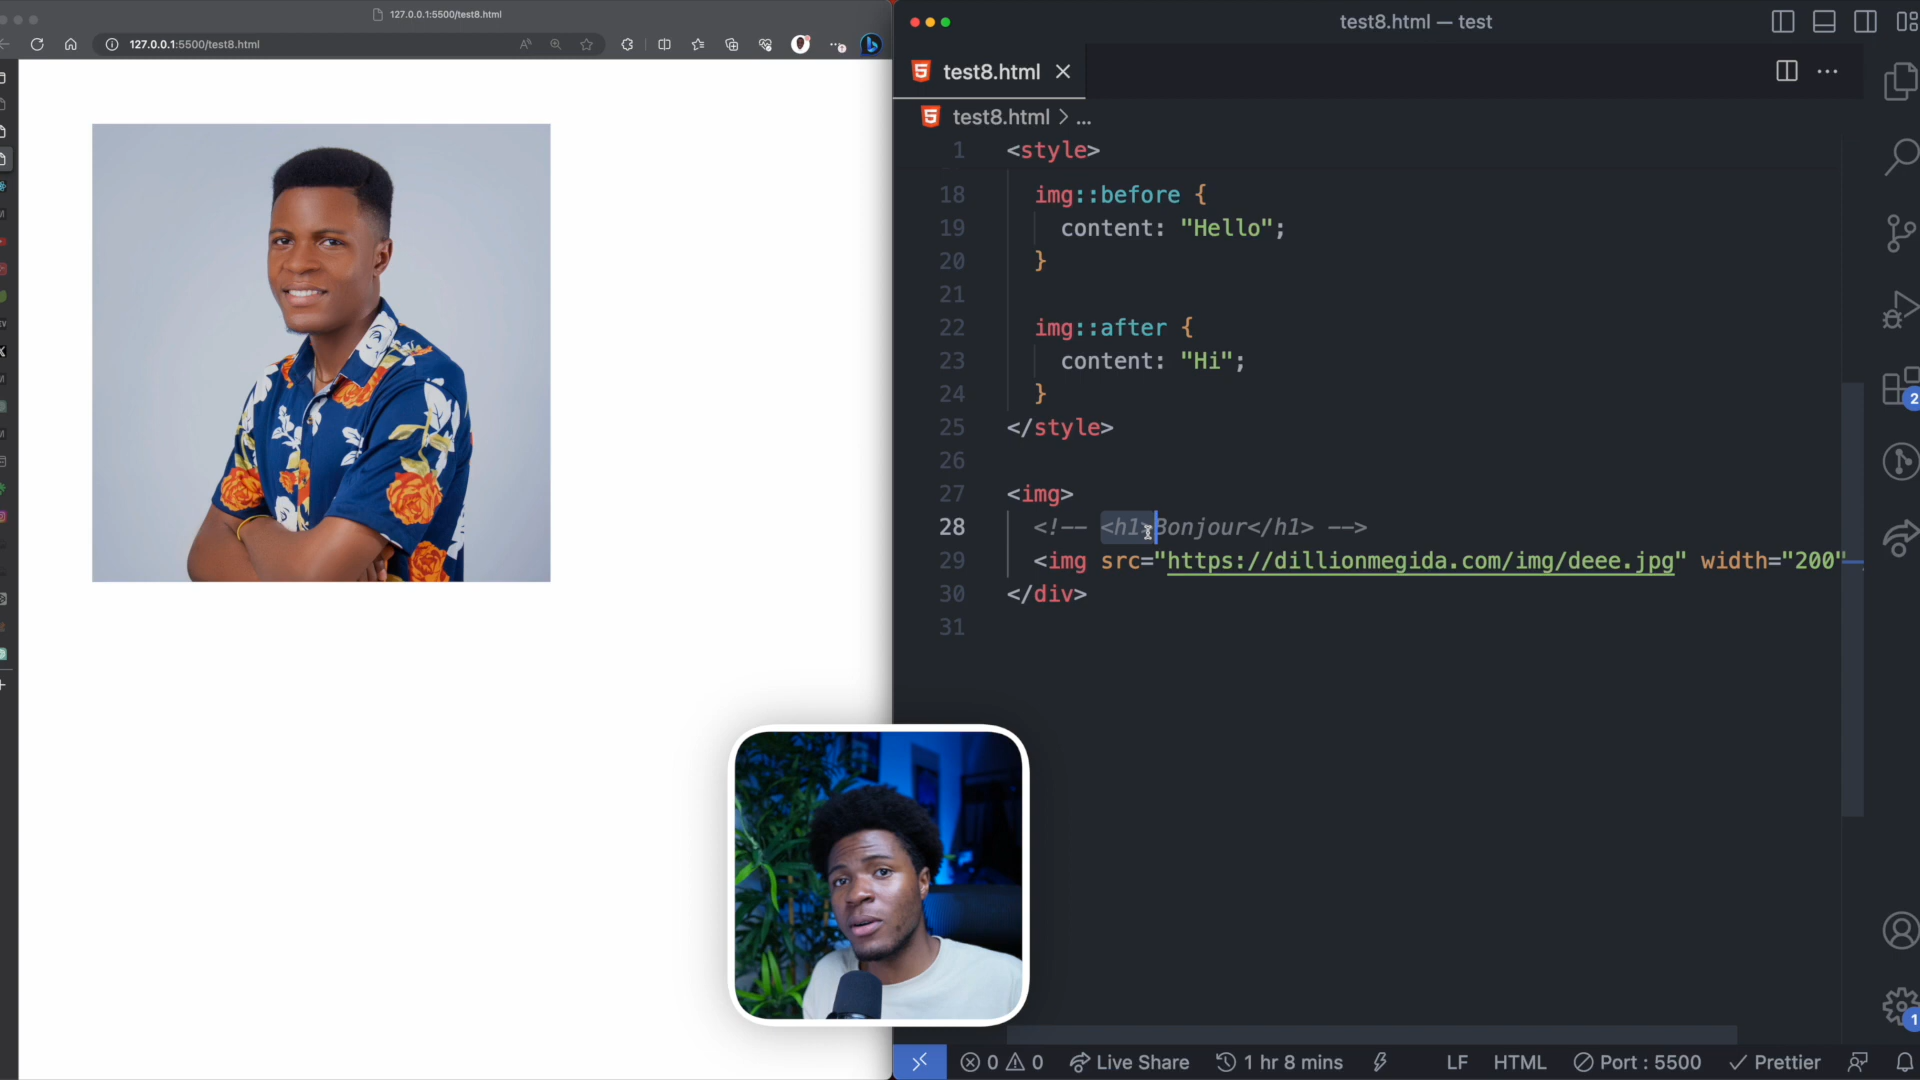 127.0.0.1:5500/test8.html
127.0.0.1:5500/test8.html
test8.html — test
test8.html
test8.html > ...
1 <style>
18 img::before {
19 content: "Hello";
20 }
21
22 img::after {
23 content: "Hi";
24 }
25 </style>
26
27 <img>
28 <!-- <h1>Bonjour</h1> -->
29 <img src="https://dillionmegida.com/img/deee.jpg" width="200"
30 </div>
31
2
1
0 0 Live Share 1 hr 8 mins LF HTML Port : 5500 Prettier